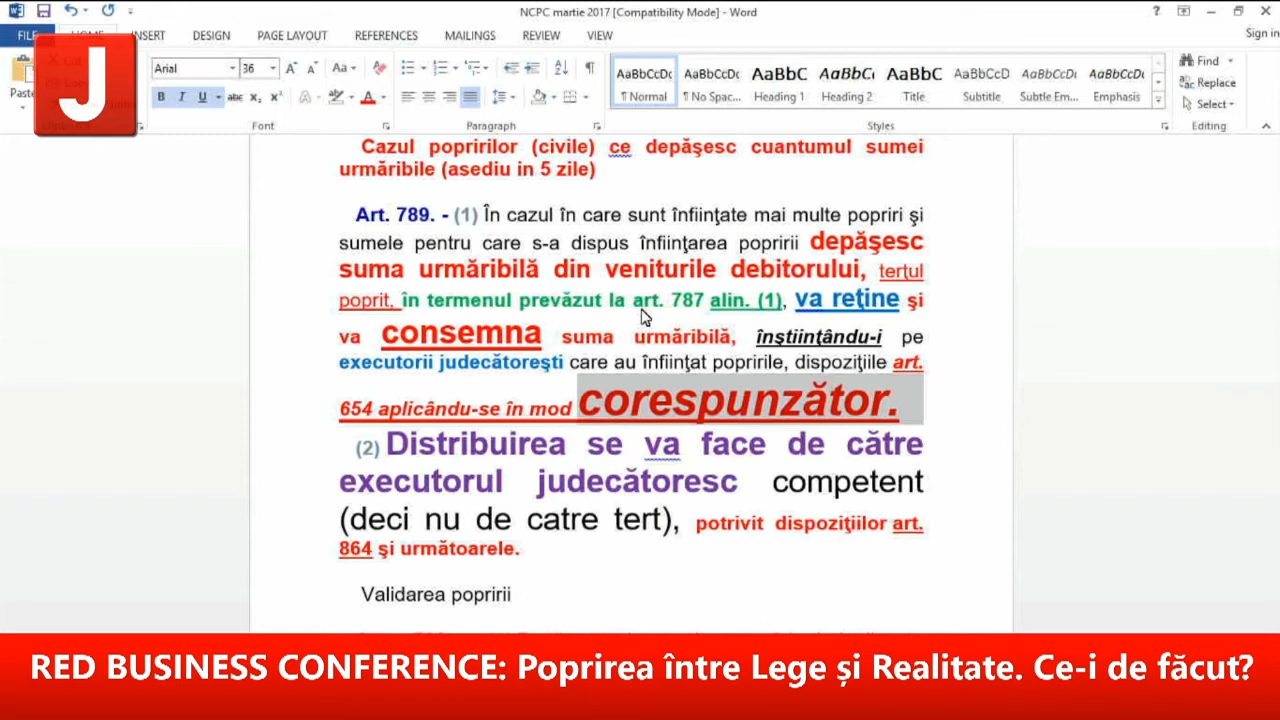 NCPC martie 2017 [Compatibility Mode] - Word
Sign in
FILE HOME INSERT DESIGN PAGE LAYOUT REFERENCES MAILINGS REVIEW VIEW
J
Paste
Arial 36
B I U abc
Font Paragraph Styles Editing
AaBbCcDc AaBbCcDc AaBbC AaBbCc AaBbC AaBbCcD AaBbCcDc AaBbCcDc
¶ Normal ¶ No Spac... Heading 1 Heading 2 Title Subtitle Subtle Em... Emphasis
Find
Replace
Select
Cazul popririlor (civile) ce depăşesc cuantumul sumei
urmăribile (asediu in 5 zile)
Art. 789. - (1) În cazul în care sunt înfiinţate mai multe popriri şi
sumele pentru care s-a dispus înfiinţarea popririi depăşesc
suma urmăribilă din veniturile debitorului, terţul
poprit, în termenul prevăzut la art. 787 alin. (1), va reţine şi
va consemna suma urmăribilă, înştiinţându-i pe
executorii judecătoreşti care au înfiinţat popririle, dispoziţiile art.
654 aplicându-se în mod corespunzător.
(2) Distribuirea se va face de către
executorul judecătoresc competent
(deci nu de catre tert), potrivit dispoziţiilor art.
864 şi următoarele.
Validarea popririi
RED BUSINESS CONFERENCE: Poprirea între Lege și Realitate. Ce-i de făcut?